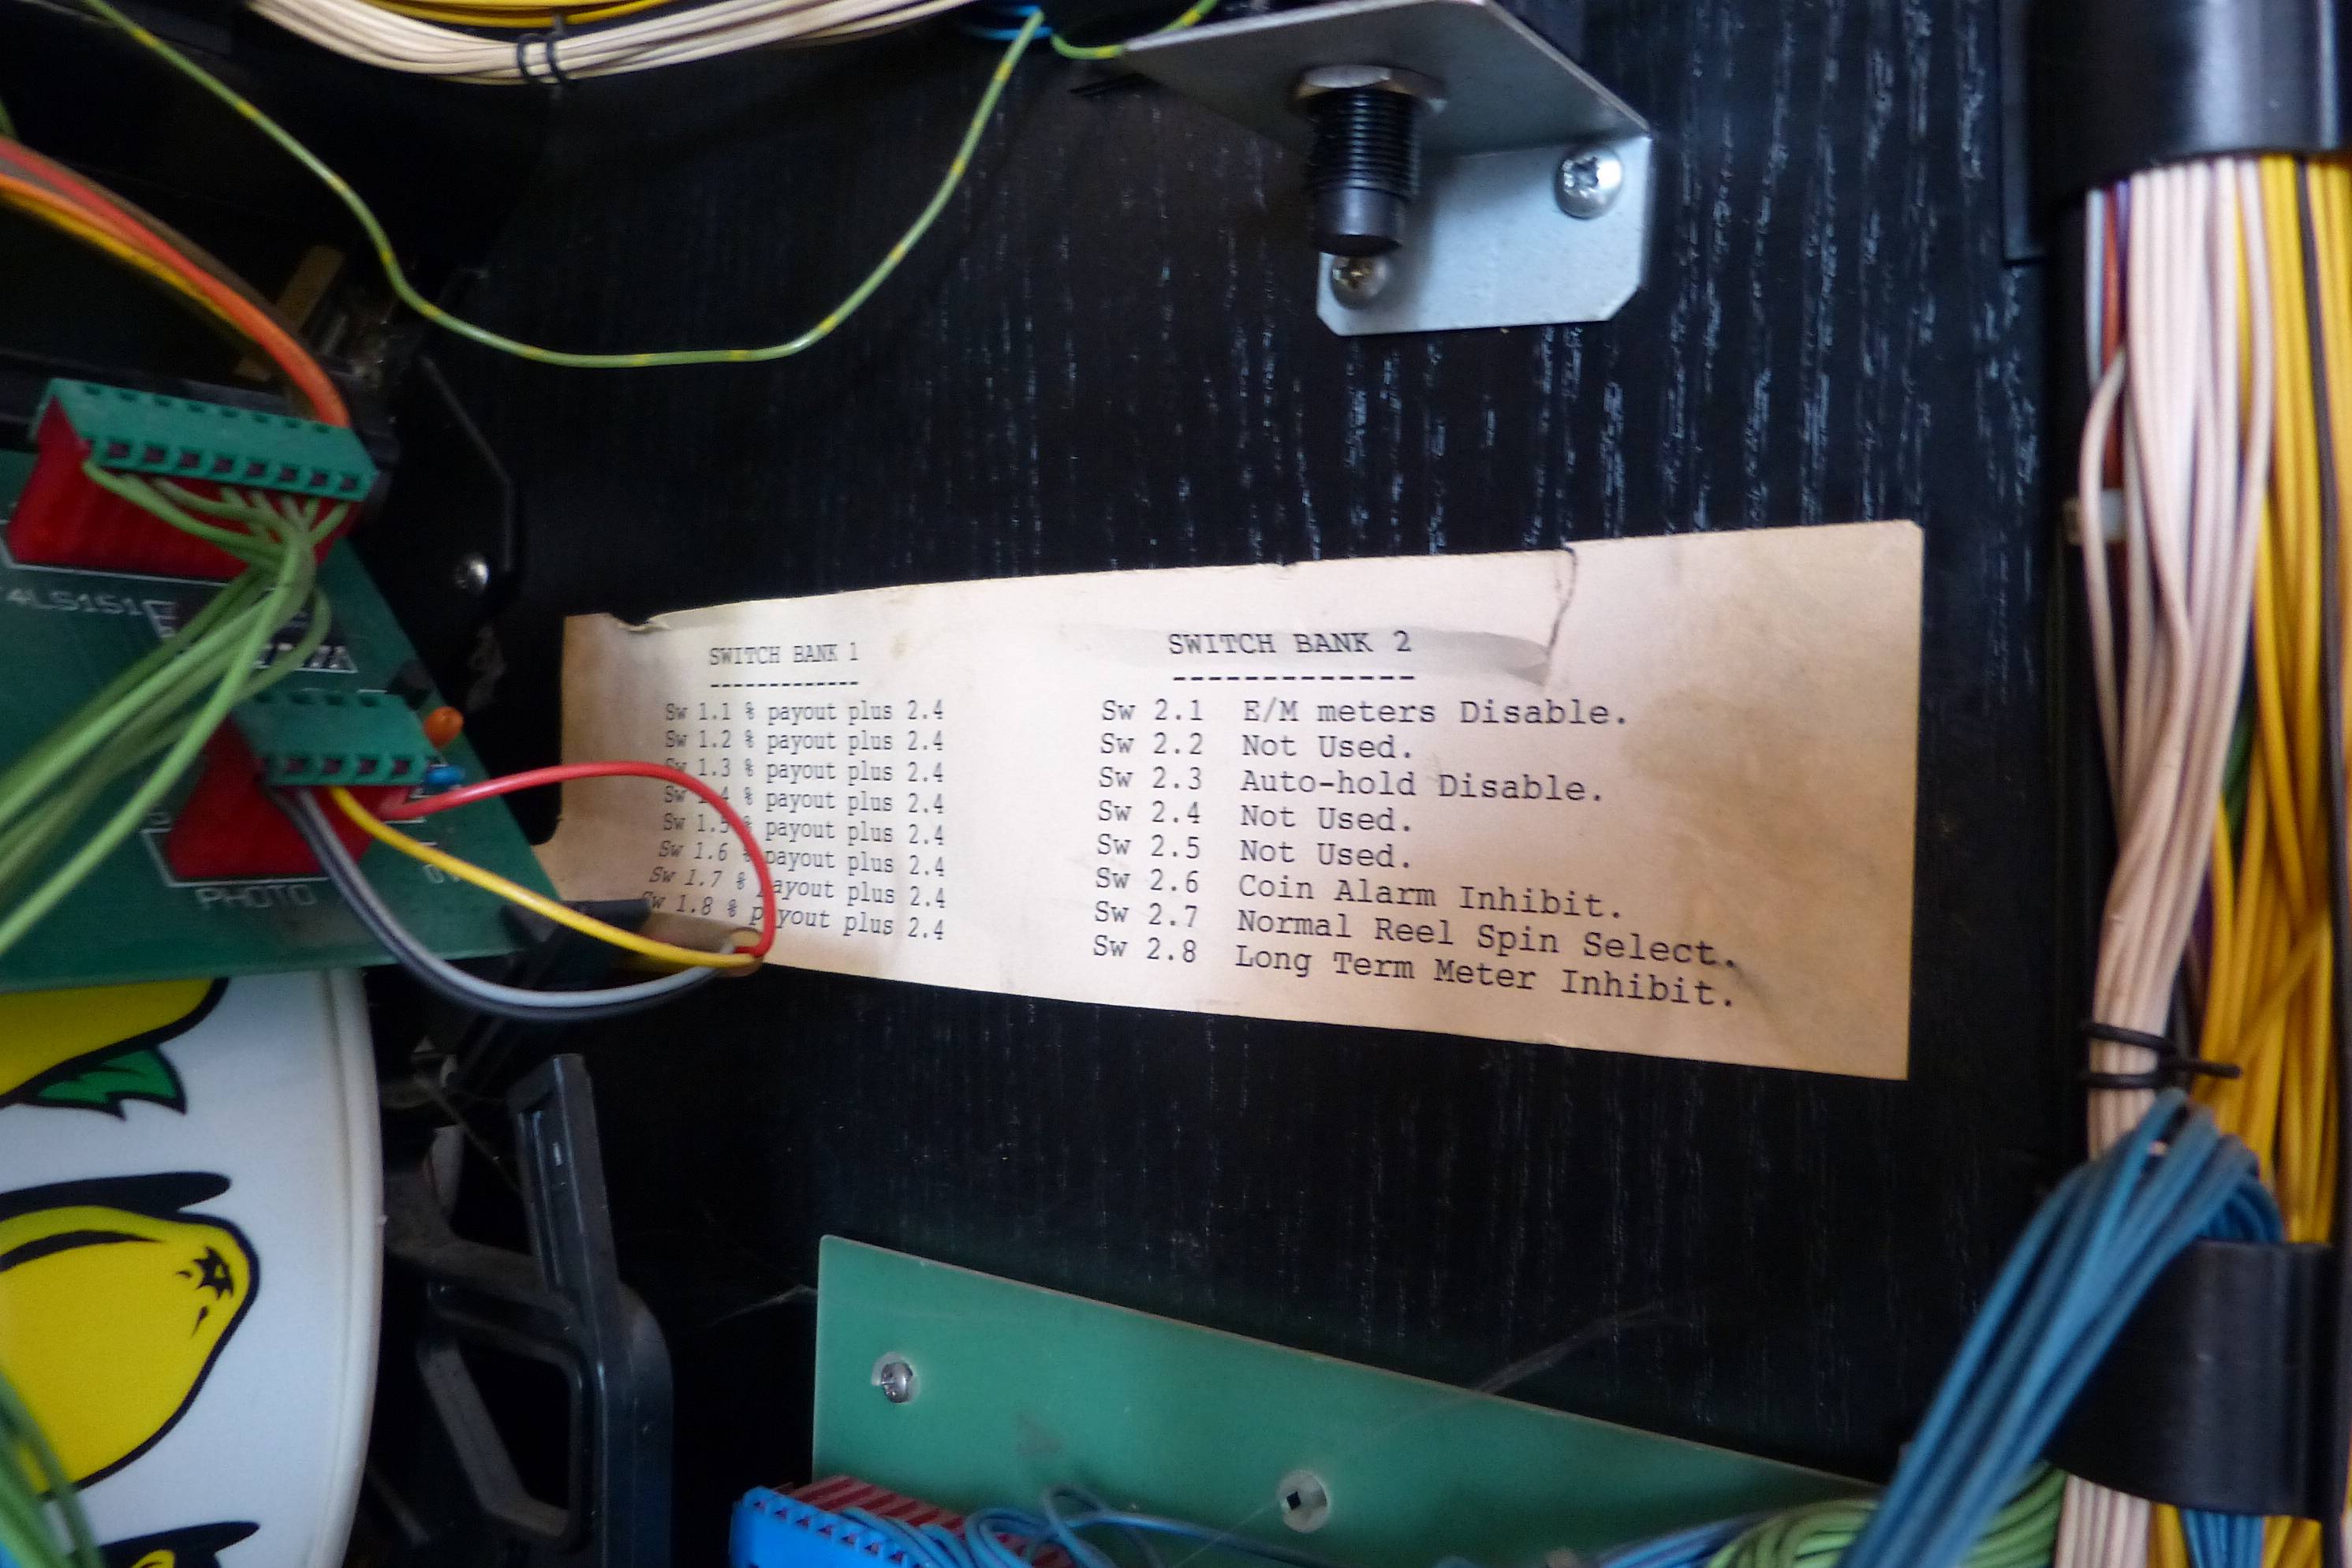 4LS151
PHOTO
SWITCH BANK 1
-------------
Sw 1.1 % payout plus 2.4
Sw 1.2 % payout plus 2.4
Sw 1.3 % payout plus 2.4
Sw 1.4 % payout plus 2.4
Sw 1.5 % payout plus 2.4
Sw 1.6 % payout plus 2.4
Sw 1.7 % payout plus 2.4
Sw 1.8 % payout plus 2.4
SWITCH BANK 2
-------------
Sw 2.1 E/M meters Disable.
Sw 2.2 Not Used.
Sw 2.3 Auto-hold Disable.
Sw 2.4 Not Used.
Sw 2.5 Not Used.
Sw 2.6 Coin Alarm Inhibit.
Sw 2.7 Normal Reel Spin Select.
Sw 2.8 Long Term Meter Inhibit.